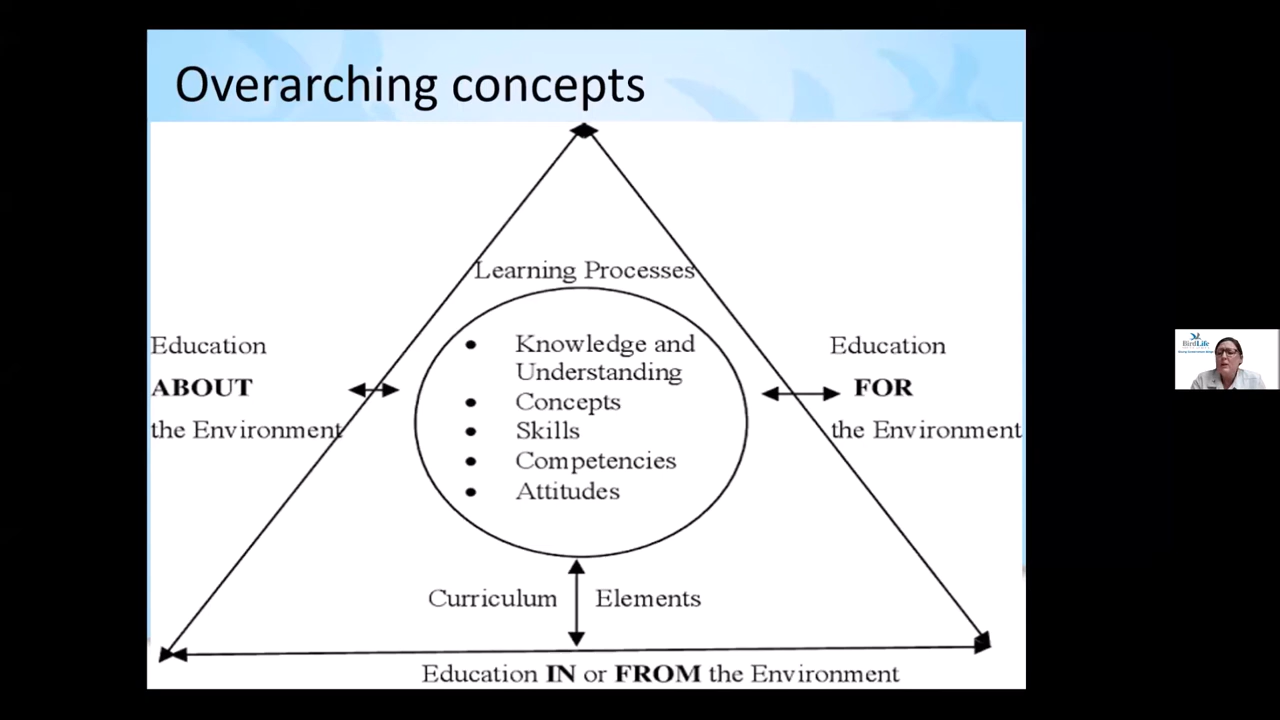 Overarching concepts
Learning Processes
Education
ABOUT
the Environment
• Knowledge and
Understanding
• Concepts
• Skills
• Competencies
• Attitudes
Education
FOR
the Environment
Curriculum
Elements
Education IN or FROM the Environment
BirdLife